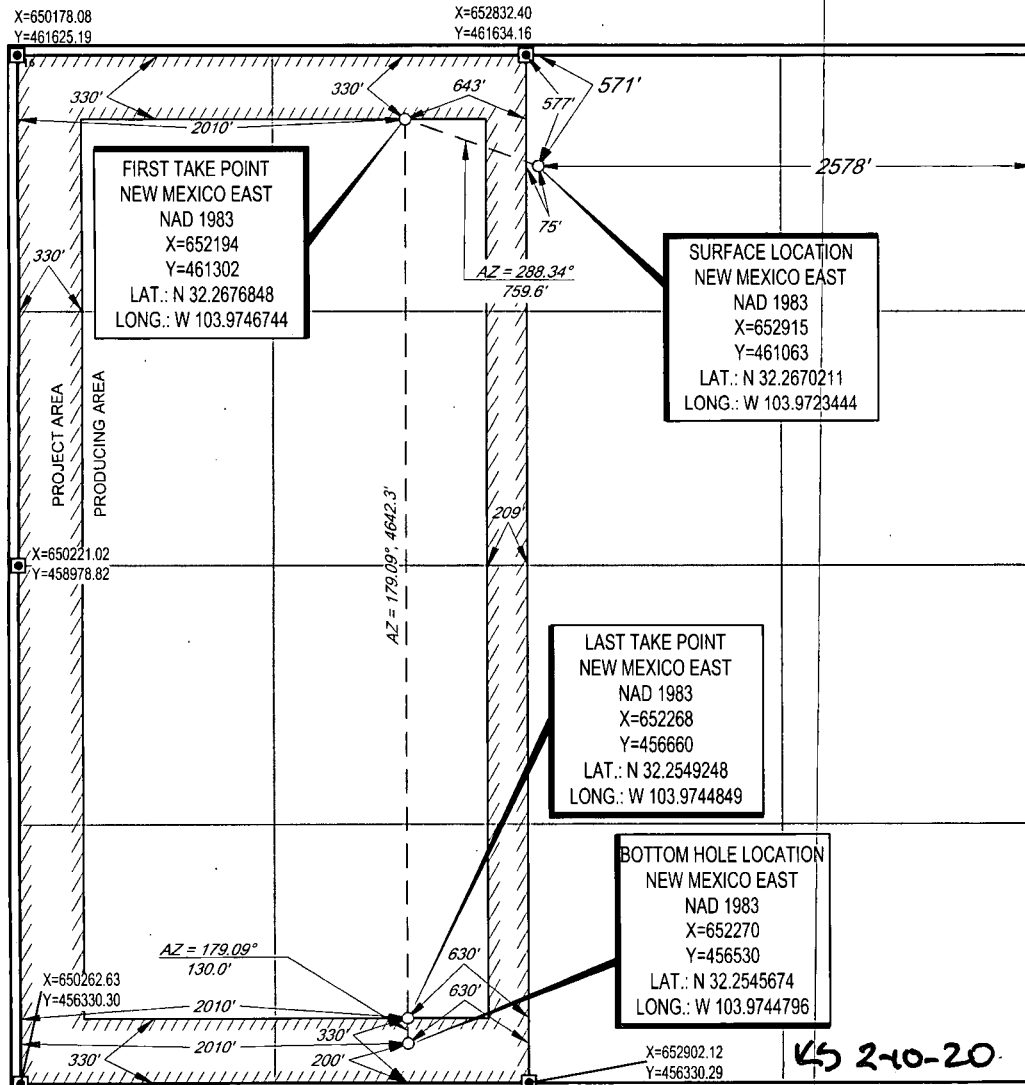 X=650178.08
Y=461625.19
X=652832.40
Y=461634.16
330'
330'
643'
571'
577'
2010'
2578'
75'
FIRST TAKE POINT
NEW MEXICO EAST
NAD 1983
X=652194
Y=461302
LAT.: N 32.2676848
LONG.: W 103.9746744
330'
AZ = 288.34°
759.6'
SURFACE LOCATION
NEW MEXICO EAST
NAD 1983
X=652915
Y=461063
LAT.: N 32.2670211
LONG.: W 103.9723444
PROJECT AREA
PRODUCING AREA
AZ = 179.09°, 4642.3'
209'
X=650221.02
Y=458978.82
LAST TAKE POINT
NEW MEXICO EAST
NAD 1983
X=652268
Y=456660
LAT.: N 32.2549248
LONG.: W 103.9744849
BOTTOM HOLE LOCATION
NEW MEXICO EAST
NAD 1983
X=652270
Y=456530
LAT.: N 32.2545674
LONG.: W 103.9744796
AZ = 179.09°
130.0'
630'
630'
X=650262.63
Y=456330.30
2010'
330'
2010'
330'
200'
X=652902.12
Y=456330.29
KS 2-10-20